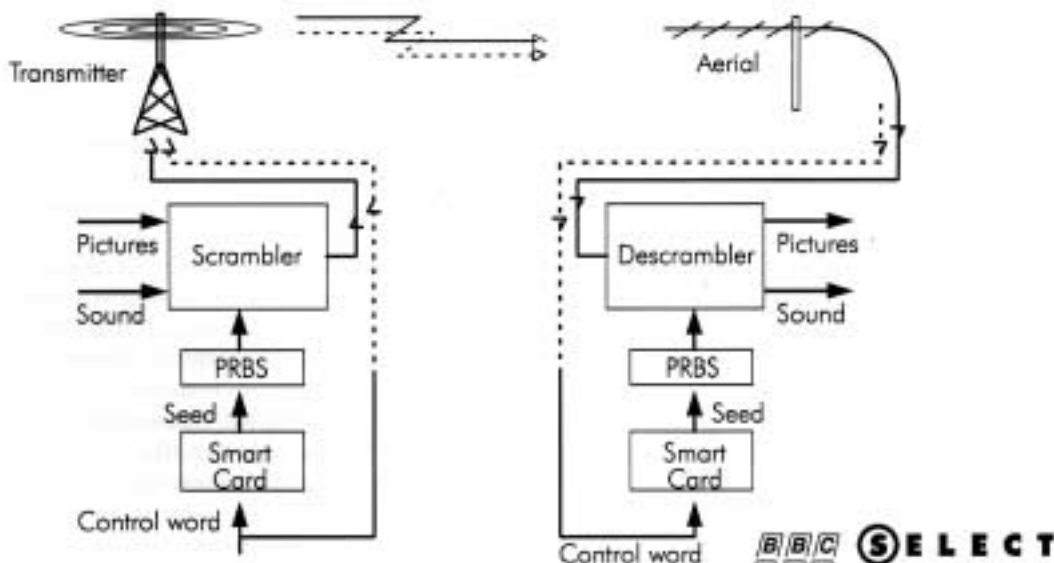 Transmitter
Aerial
Pictures
Scrambler
Sound
PRBS
Seed
Smart
Card
Control word
Descrambler
Pictures
Sound
PRBS
Seed
Smart
Card
Control word
BBC SELECT